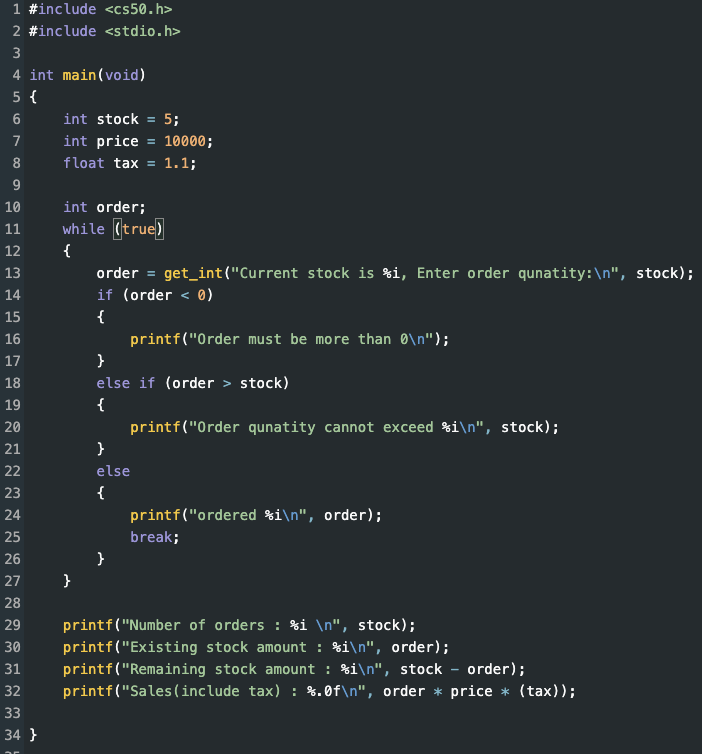 1 #include <cs50.h>
2 #include <stdio.h>
3
4 int main(void)
5 {
6     int stock = 5;
7     int price = 10000;
8     float tax = 1.1;
9
10     int order;
11     while (true)
12     {
13         order = get_int("Current stock is %i, Enter order qunatity:\n", stock);
14         if (order < 0)
15         {
16             printf("Order must be more than 0\n");
17         }
18         else if (order > stock)
19         {
20             printf("Order qunatity cannot exceed %i\n", stock);
21         }
22         else
23         {
24             printf("ordered %i\n", order);
25             break;
26         }
27     }
28
29     printf("Number of orders : %i \n", stock);
30     printf("Existing stock amount : %i\n", order);
31     printf("Remaining stock amount : %i\n", stock - order);
32     printf("Sales(include tax) : %.0f\n", order * price * (tax));
33
34 }